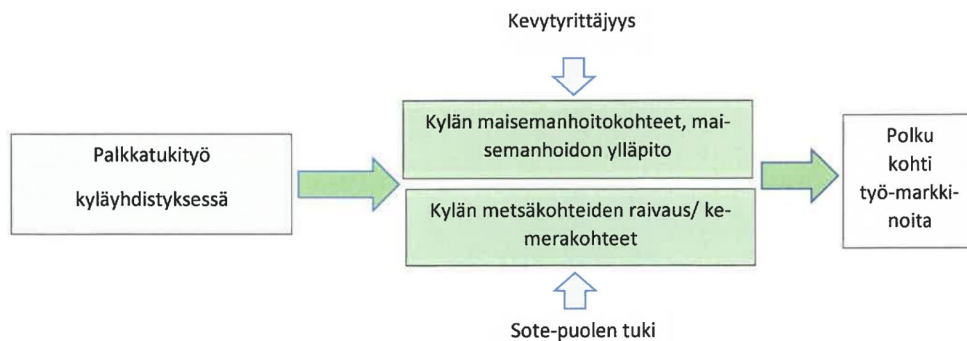 Kevytyrittäjyys
Palkkatukityö
kyläyhdistyksessä
Kylän maisemanhoitokohteet, mai-
semanhoidon ylläpito
Kylän metsäkohteiden raivaus/ ke-
merakohteet
Polku
kohti
työ-markki-
noita
Sote-puolen tuki